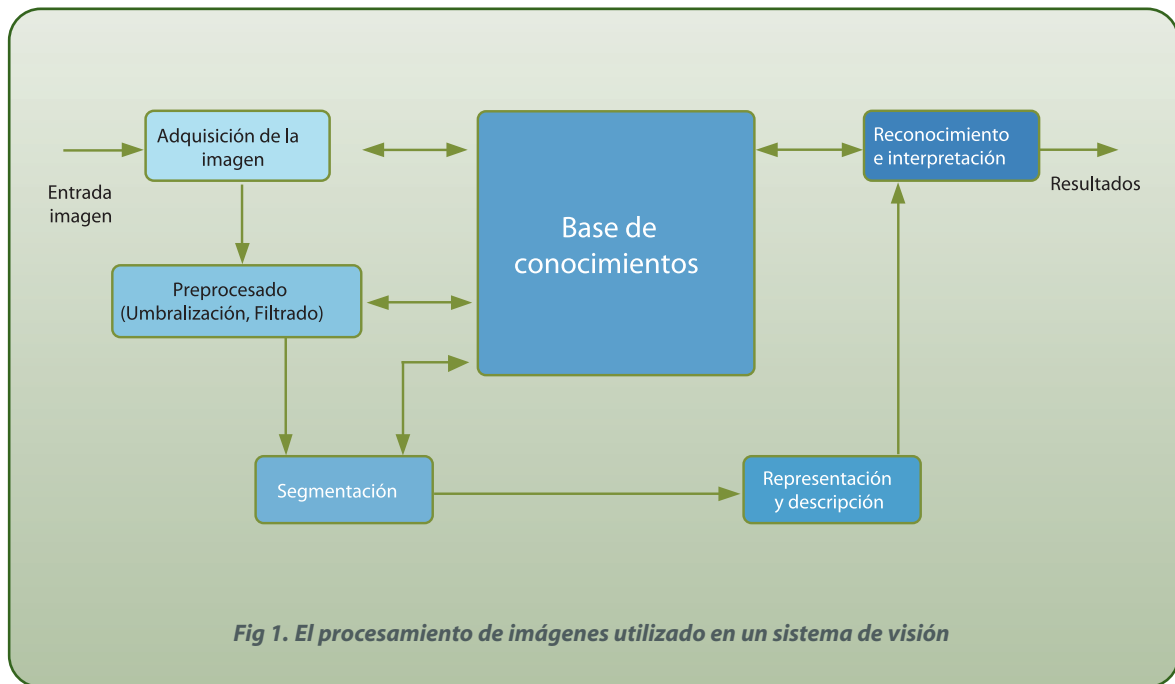 Adquisición de la
imagen
Entrada
imagen
Preprocesado
(Umbralización, Filtrado)
Base de
conocimientos
Segmentación
Representación
y descripción
Reconocimiento
e interpretación
Resultados
Fig 1. El procesamiento de imágenes utilizado en un sistema de visión